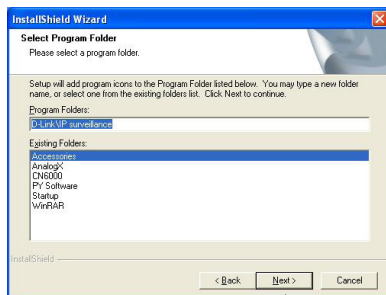 InstallShield Wizard
Select Program Folder
Please select a program folder.
Setup will add program icons to the Program Folder listed below. You may type a new folder
name, or select one from the existing folders list. Click Next to continue.
Program Folders:
D-Link\IP surveillance
Existing Folders:
Accessories
AnalogX
CN6000
PY Software
Startup
WinRAR
InstallShield
< Back
Next >
Cancel